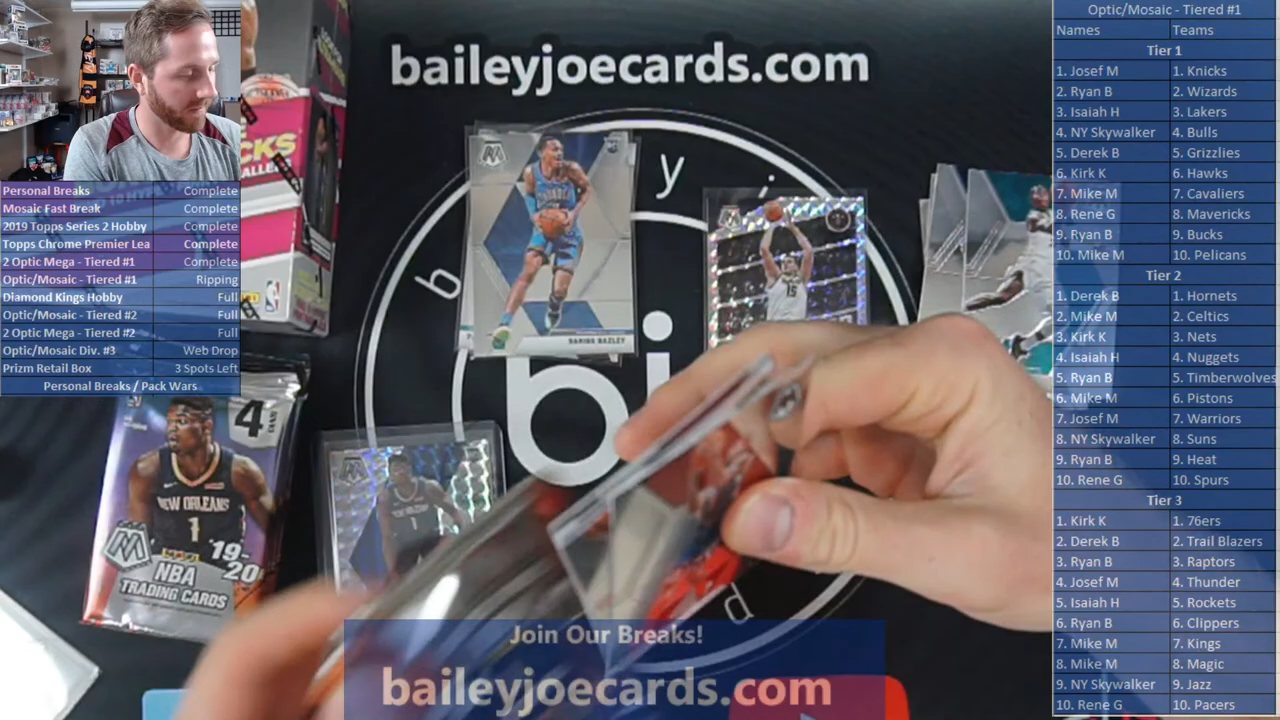 baileyjoecards.com
Personal Breaks Complete
Mosaic Fast Break Complete
2019 Topps Series 2 Hobby Complete
Topps Chrome Premier Lea Complete
2 Optic Mega - Tiered #1 Complete
Optic/Mosaic - Tiered #1 Ripping
Diamond Kings Hobby Full
Optic/Mosaic - Tiered #2 Full
2 Optic Mega - Tiered #2 Full
Optic/Mosaic Div. #3 Web Drop
Prizm Retail Box 3 Spots Left
Personal Breaks / Pack Wars
b
y
j
bj
d
DARIUS BAZLEY
15
4
NEW ORLEANS
1
19-
20
NBA
TRADING CARDS
1
Join Our Breaks!
baileyjoecards.com
Optic/Mosaic - Tiered #1
Names Teams
Tier 1
1. Josef M 1. Knicks
2. Ryan B 2. Wizards
3. Isaiah H 3. Lakers
4. NY Skywalker 4. Bulls
5. Derek B 5. Grizzlies
6. Kirk K 6. Hawks
7. Mike M 7. Cavaliers
8. Rene G 8. Mavericks
9. Ryan B 9. Bucks
10. Mike M 10. Pelicans
Tier 2
1. Derek B 1. Hornets
2. Mike M 2. Celtics
3. Kirk K 3. Nets
4. Isaiah H 4. Nuggets
5. Ryan B 5. Timberwolves
6. Mike M 6. Pistons
7. Josef M 7. Warriors
8. NY Skywalker 8. Suns
9. Ryan B 9. Heat
10. Rene G 10. Spurs
Tier 3
1. Kirk K 1. 76ers
2. Derek B 2. Trail Blazers
3. Ryan B 3. Raptors
4. Josef M 4. Thunder
5. Isaiah H 5. Rockets
6. Ryan B 6. Clippers
7. Mike M 7. Kings
8. Mike M 8. Magic
9. NY Skywalker 9. Jazz
10. Rene G 10. Pacers